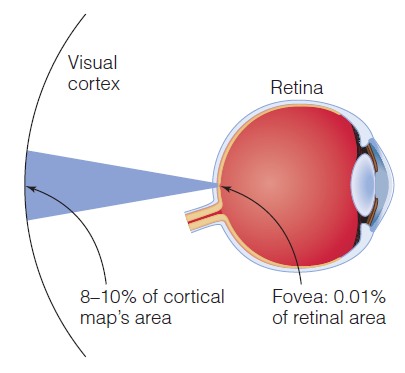 Visual
cortex
Retina
8–10% of cortical
map's area
Fovea: 0.01%
of retinal area